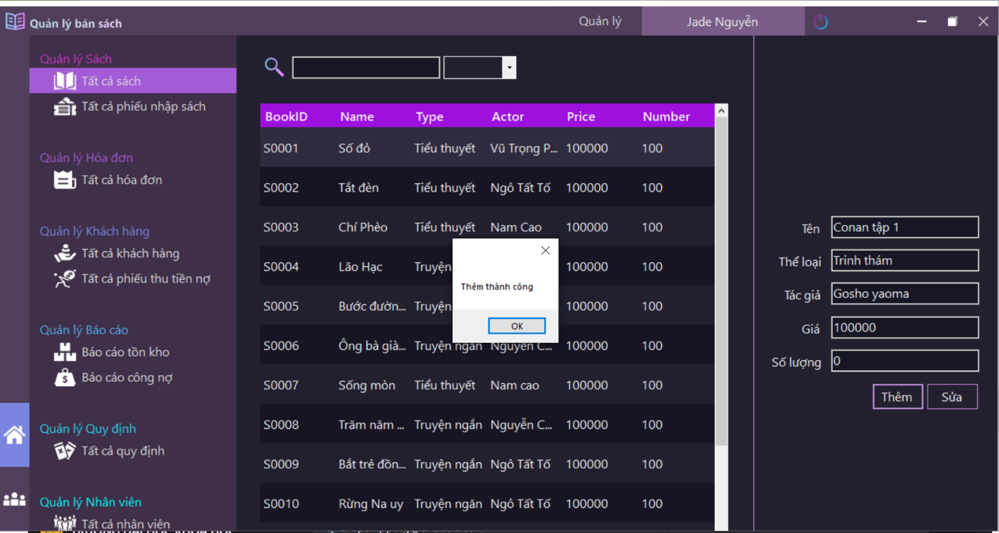 Quản lý bán sách
Quản lý
Jade Nguyễn
Quản lý Sách
Tất cả sách
Tất cả phiếu nhập sách
Quản lý Hóa đơn
Tất cả hóa đơn
Quản lý Khách hàng
Tất cả khách hàng
Tất cả phiếu thu tiền nợ
Quản lý Báo cáo
Báo cáo tồn kho
Báo cáo công nợ
Quản lý Quy định
Tất cả quy định
Quản lý Nhân viên
Tất cả nhân viên
BookID Name Type Actor Price Number
S0001 Số đỏ Tiểu thuyết Vũ Trọng P... 100000 100
S0002 Tắt đèn Tiểu thuyết Ngô Tất Tố 100000 100
S0003 Chí Phèo Tiểu thuyết Nam Cao 100000 100
S0004 Lão Hạc Truyện 100000 100
S0005 Bước đườn... Truyện 100000 100
S0006 Ông bà già... Truyện ngắn Nguyễn C... 100000 100
S0007 Sống mòn Tiểu thuyết Nam cao 100000 100
S0008 Trăm năm ... Truyện ngắn Nguyễn C... 100000 100
S0009 Bắt trẻ đồn... Truyện ngắn Ngô Tất Tố 100000 100
S0010 Rừng Na uy Truyện ngăn Ngô Tất Tố 100000 100
Thêm thành công
OK
Tên Conan tập 1
Thể loại Trinh thám
Tác giả Gosho yaoma
Giá 100000
Số lượng 0
Thêm Sửa